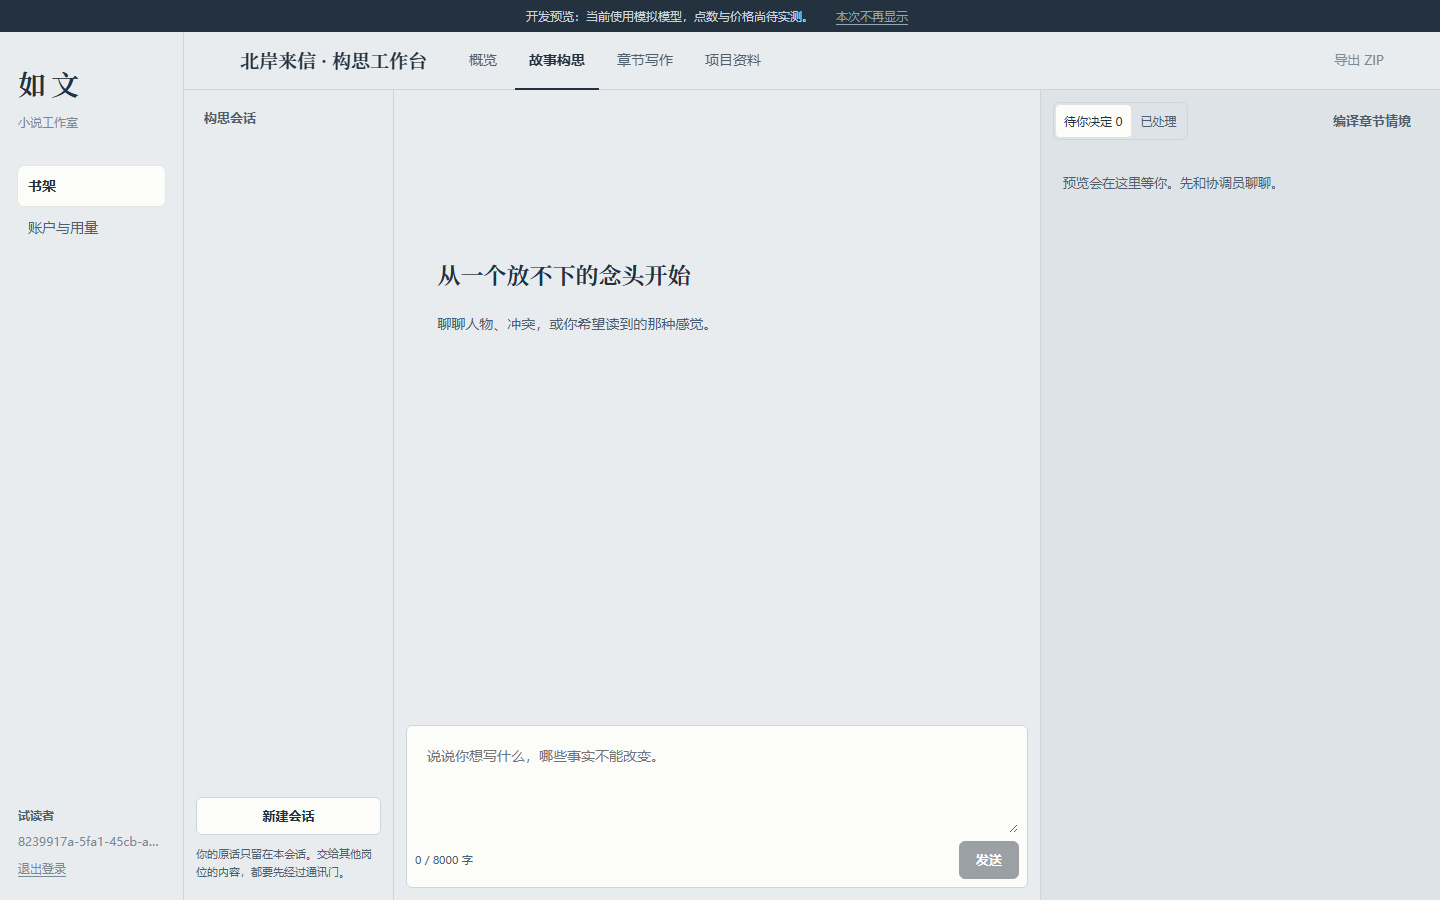 开发预览：当前使用模拟模型，点数与价格尚待实测。 本次不再显示
如文
小说工作室
书架
账户与用量
试读者
8239917a-5fa1-45cb-a...
退出登录
北岸来信 · 构思工作台
概览
故事构思
章节写作
项目资料
导出 ZIP
构思会话
新建会话
你的原话只留在本会话。交给其他岗
位的内容，都要先经过通讯门。
从一个放不下的念头开始
聊聊人物、冲突，或你希望读到的那种感觉。
说说你想写什么，哪些事实不能改变。
0 / 8000 字
发送
待你决定 0
已处理
编译章节情境
预览会在这里等你。先和协调员聊聊。